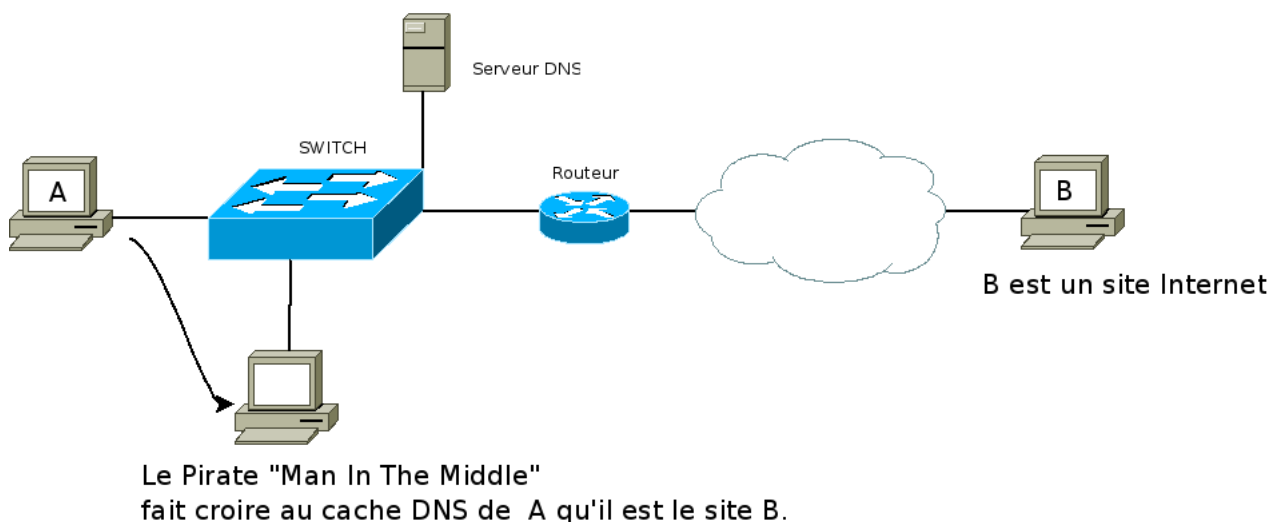 Serveur DNS
SWITCH
Routeur
A
B
B est un site Internet
Le Pirate "Man In The Middle"
fait croire au cache DNS de A qu'il est le site B.